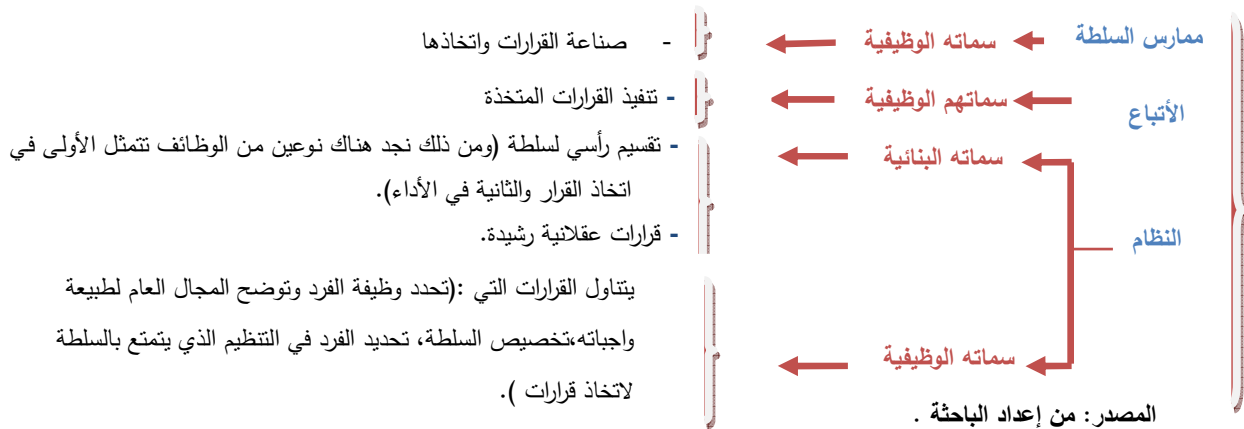 ممارس السلطة سماته الوظيفية - صناعة القرارات واتخاذها
الأتباع سماتهم الوظيفية - تنفيذ القرارات المتخذة
سماته البنائية - تقسيم رأسي لسلطة (ومن ذلك نجد هناك نوعين من الوظائف تتمثل الأولى في
اتخاذ القرار والثانية في الأداء).
النظام - قرارات عقلانية رشيدة.
يتناول القرارات التي :(تحدد وظيفة الفرد وتوضح المجال العام لطبيعة
سماته الوظيفية واجباته،تخصيص السلطة، تحديد الفرد في التنظيم الذي يتمتع بالسلطة
لاتخاذ قرارات ).
المصدر: من إعداد الباحثة .